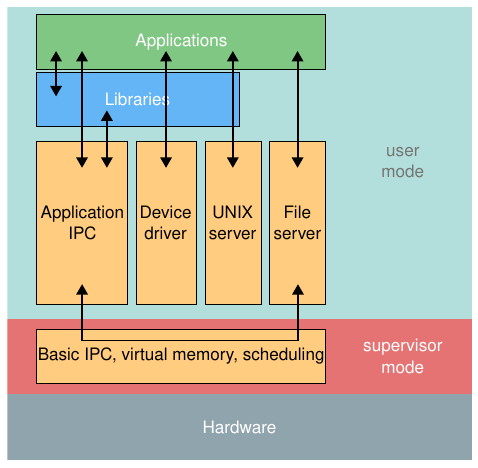 Applications
Libraries
user
mode
Application
IPC
Device
driver
UNIX
server
File
server
Basic IPC, virtual memory, scheduling
supervisor
mode
Hardware